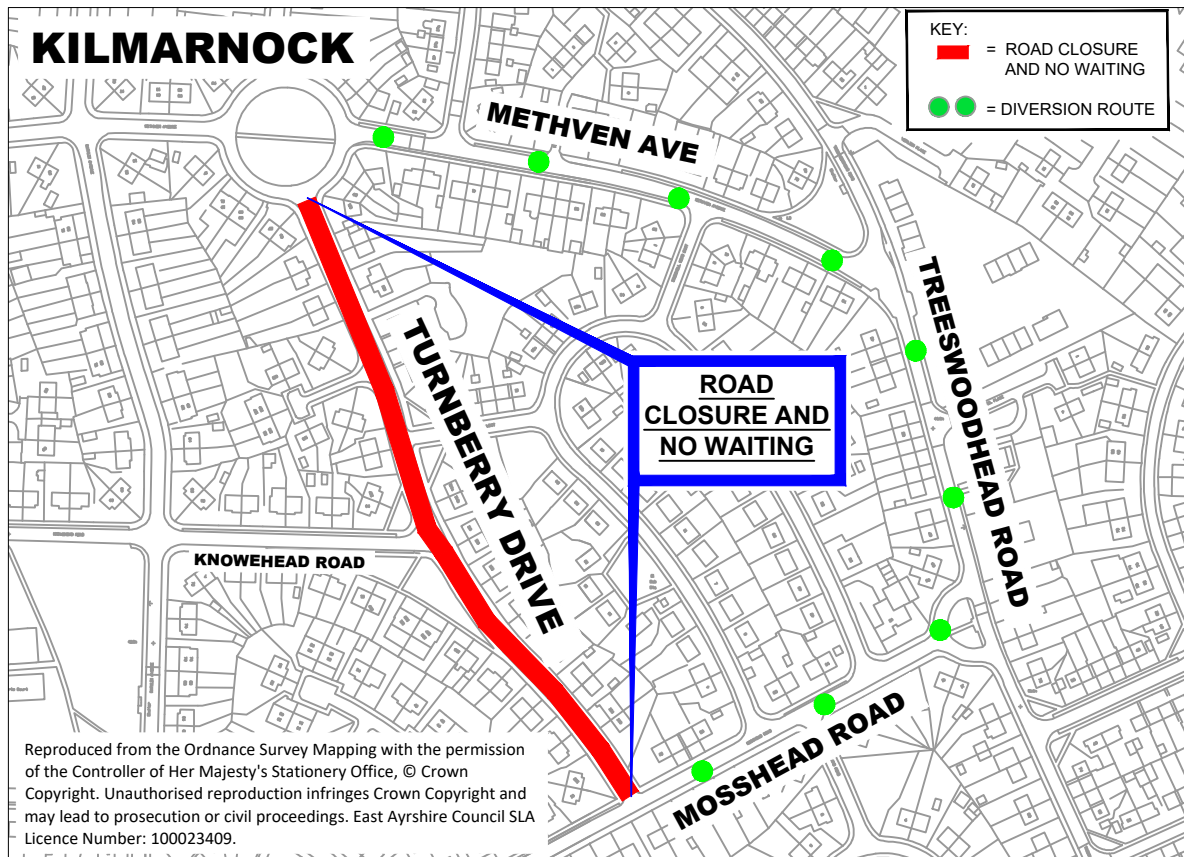 KILMARNOCK
KEY:
= ROAD CLOSURE
AND NO WAITING
= DIVERSION ROUTE
METHVEN AVE
TREESWOODHEAD ROAD
TURNBERRY DRIVE
ROAD
CLOSURE AND
NO WAITING
KNOWEHEAD ROAD
MOSSHEAD ROAD
Reproduced from the Ordnance Survey Mapping with the permission
of the Controller of Her Majesty's Stationery Office, © Crown
Copyright. Unauthorised reproduction infringes Crown Copyright and
may lead to prosecution or civil proceedings. East Ayrshire Council SLA
Licence Number: 100023409.